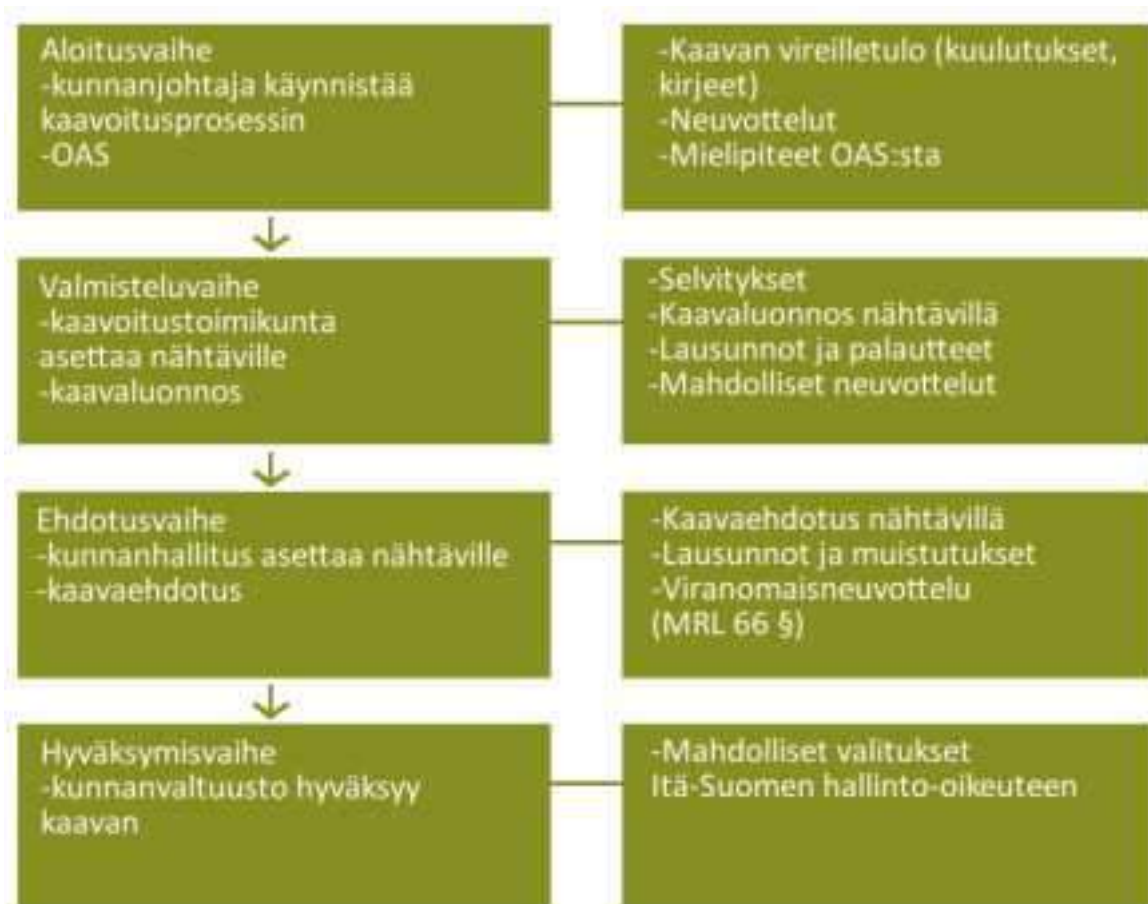 Aloitusvaihe
-kunnanjohtaja käynnistää
kaavoitusprosessin
-OAS
-Kaavan vireilletulo (kuulutukset,
kirjeet)
-Neuvottelut
-Mielipiteet OAS:sta
Valmisteluvaihe
-kaavoitustoimikunta
asettaa nähtäville
-kaavaluonnos
-Selvitykset
-Kaavaluonnos nähtävillä
-Lausunnot ja palautteet
-Mahdolliset neuvottelut
Ehdotusvaihe
-kunnanhallitus asettaa nähtäville
-kaavaehdotus
-Kaavaehdotus nähtävillä
-Lausunnot ja muistutukset
-Viranomaisneuvottelu
(MRL 66 §)
Hyväksymisvaihe
-kunnanvaltuusto hyväksyy
kaavan
-Mahdolliset valitukset
Itä-Suomen hallinto-oikeuteen